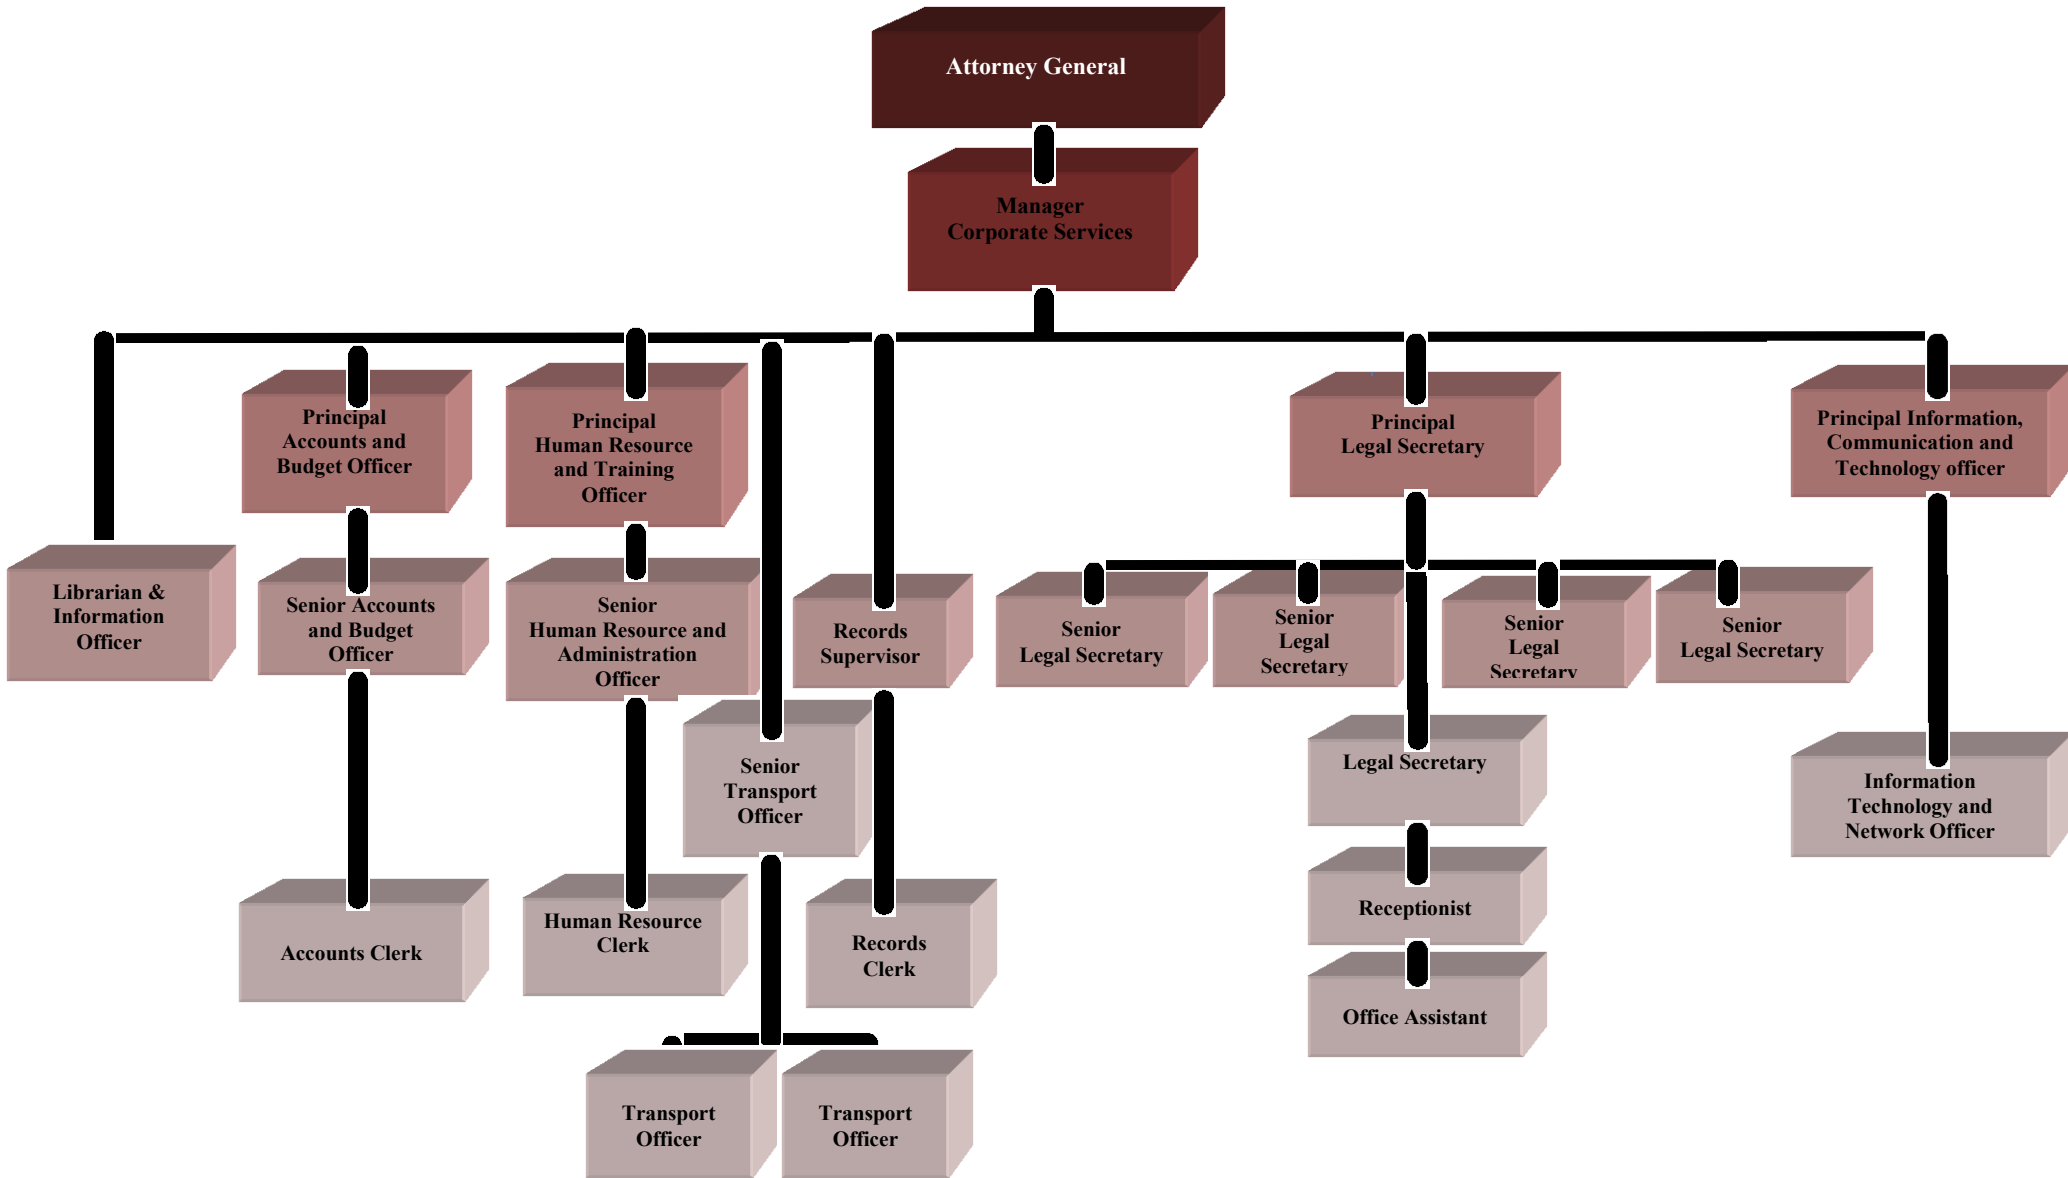 Attorney General
Manager
Corporate Services
Principal
Accounts and
Budget Officer
Principal
Human Resource
and Training
Officer
Principal
Legal Secretary
Principal Information,
Communication and
Technology officer
Librarian &
Information
Officer
Senior Accounts
and Budget
Officer
Senior
Human Resource and
Administration
Officer
Records
Supervisor
Senior
Legal Secretary
Senior
Legal
Secretary
Senior
Legal
Secretary
Senior
Legal Secretary
Senior
Transport
Officer
Legal Secretary
Information
Technology and
Network Officer
Accounts Clerk
Human Resource
Clerk
Records
Clerk
Receptionist
Office Assistant
Transport
Officer
Transport
Officer